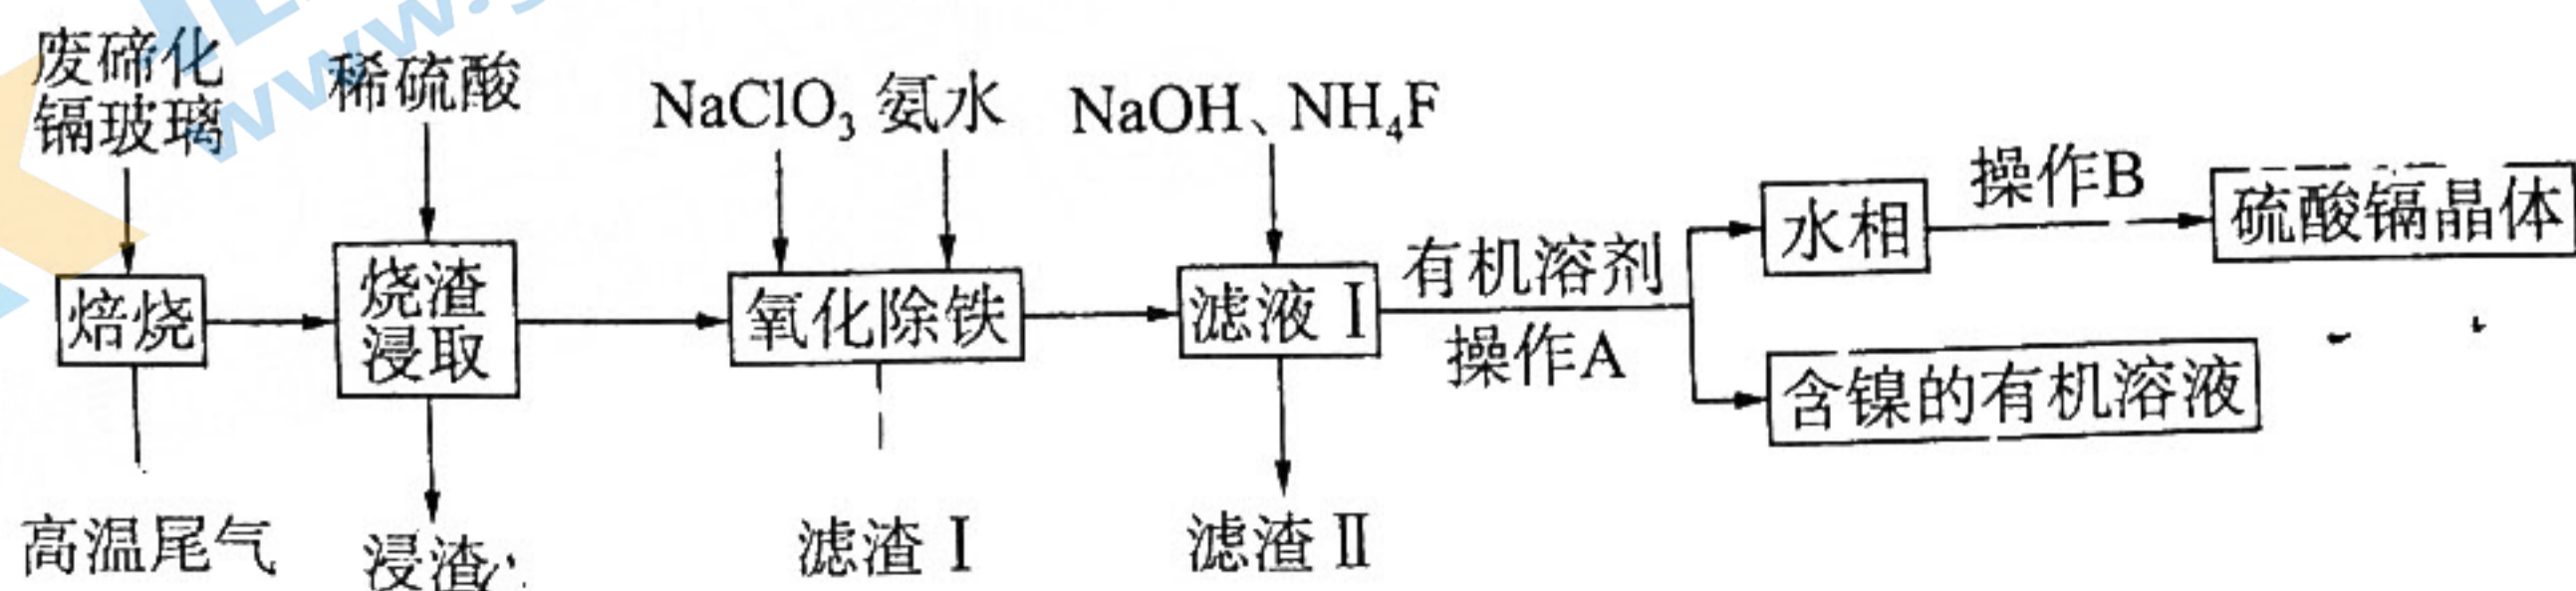 废碲化
镉玻璃
稀硫酸
NaClO₃ 氨水
NaOH、NH₄F
焙烧
烧渣
浸取
氧化除铁
滤液 Ⅰ
有机溶剂
操作A
水相
操作B
硫酸镉晶体
含镍的有机溶液
高温尾气
浸渣
滤渣 Ⅰ
滤渣 Ⅱ